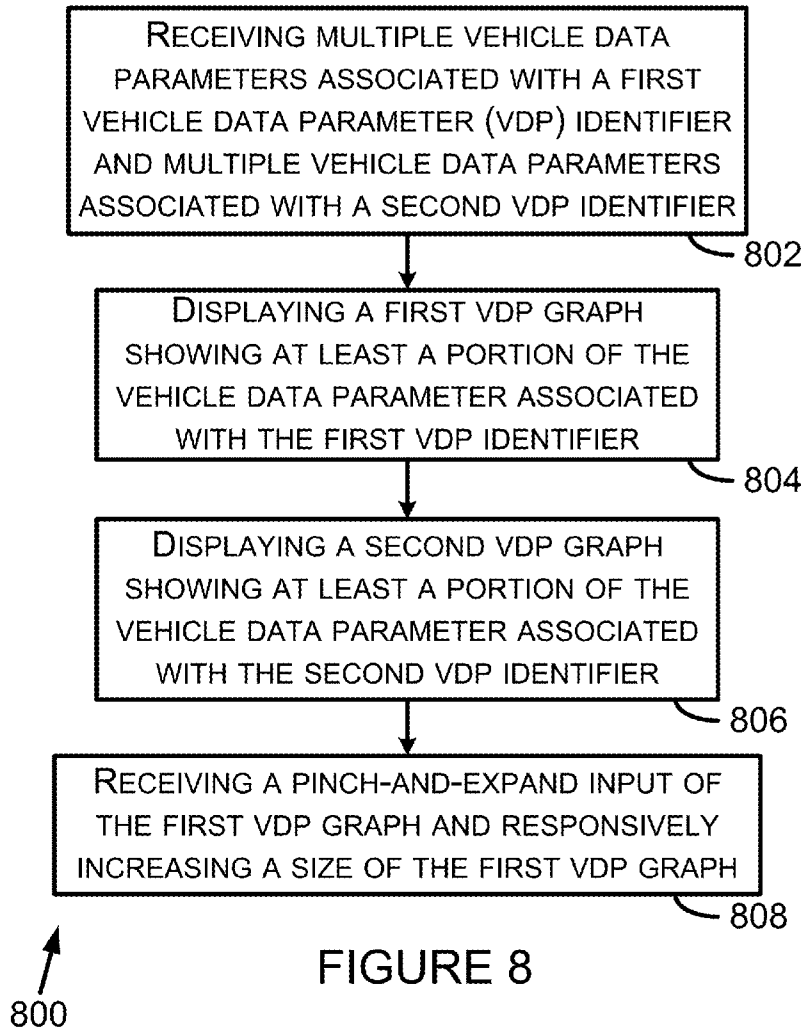 RECEIVING MULTIPLE VEHICLE DATA
PARAMETERS ASSOCIATED WITH A FIRST
VEHICLE DATA PARAMETER (VDP) IDENTIFIER
AND MULTIPLE VEHICLE DATA PARAMETERS
ASSOCIATED WITH A SECOND VDP IDENTIFIER
802
DISPLAYING A FIRST VDP GRAPH
SHOWING AT LEAST A PORTION OF THE
VEHICLE DATA PARAMETER ASSOCIATED
WITH THE FIRST VDP IDENTIFIER
804
DISPLAYING A SECOND VDP GRAPH
SHOWING AT LEAST A PORTION OF THE
VEHICLE DATA PARAMETER ASSOCIATED
WITH THE SECOND VDP IDENTIFIER
806
RECEIVING A PINCH-AND-EXPAND INPUT OF
THE FIRST VDP GRAPH AND RESPONSIVELY
INCREASING A SIZE OF THE FIRST VDP GRAPH
808
FIGURE 8
800